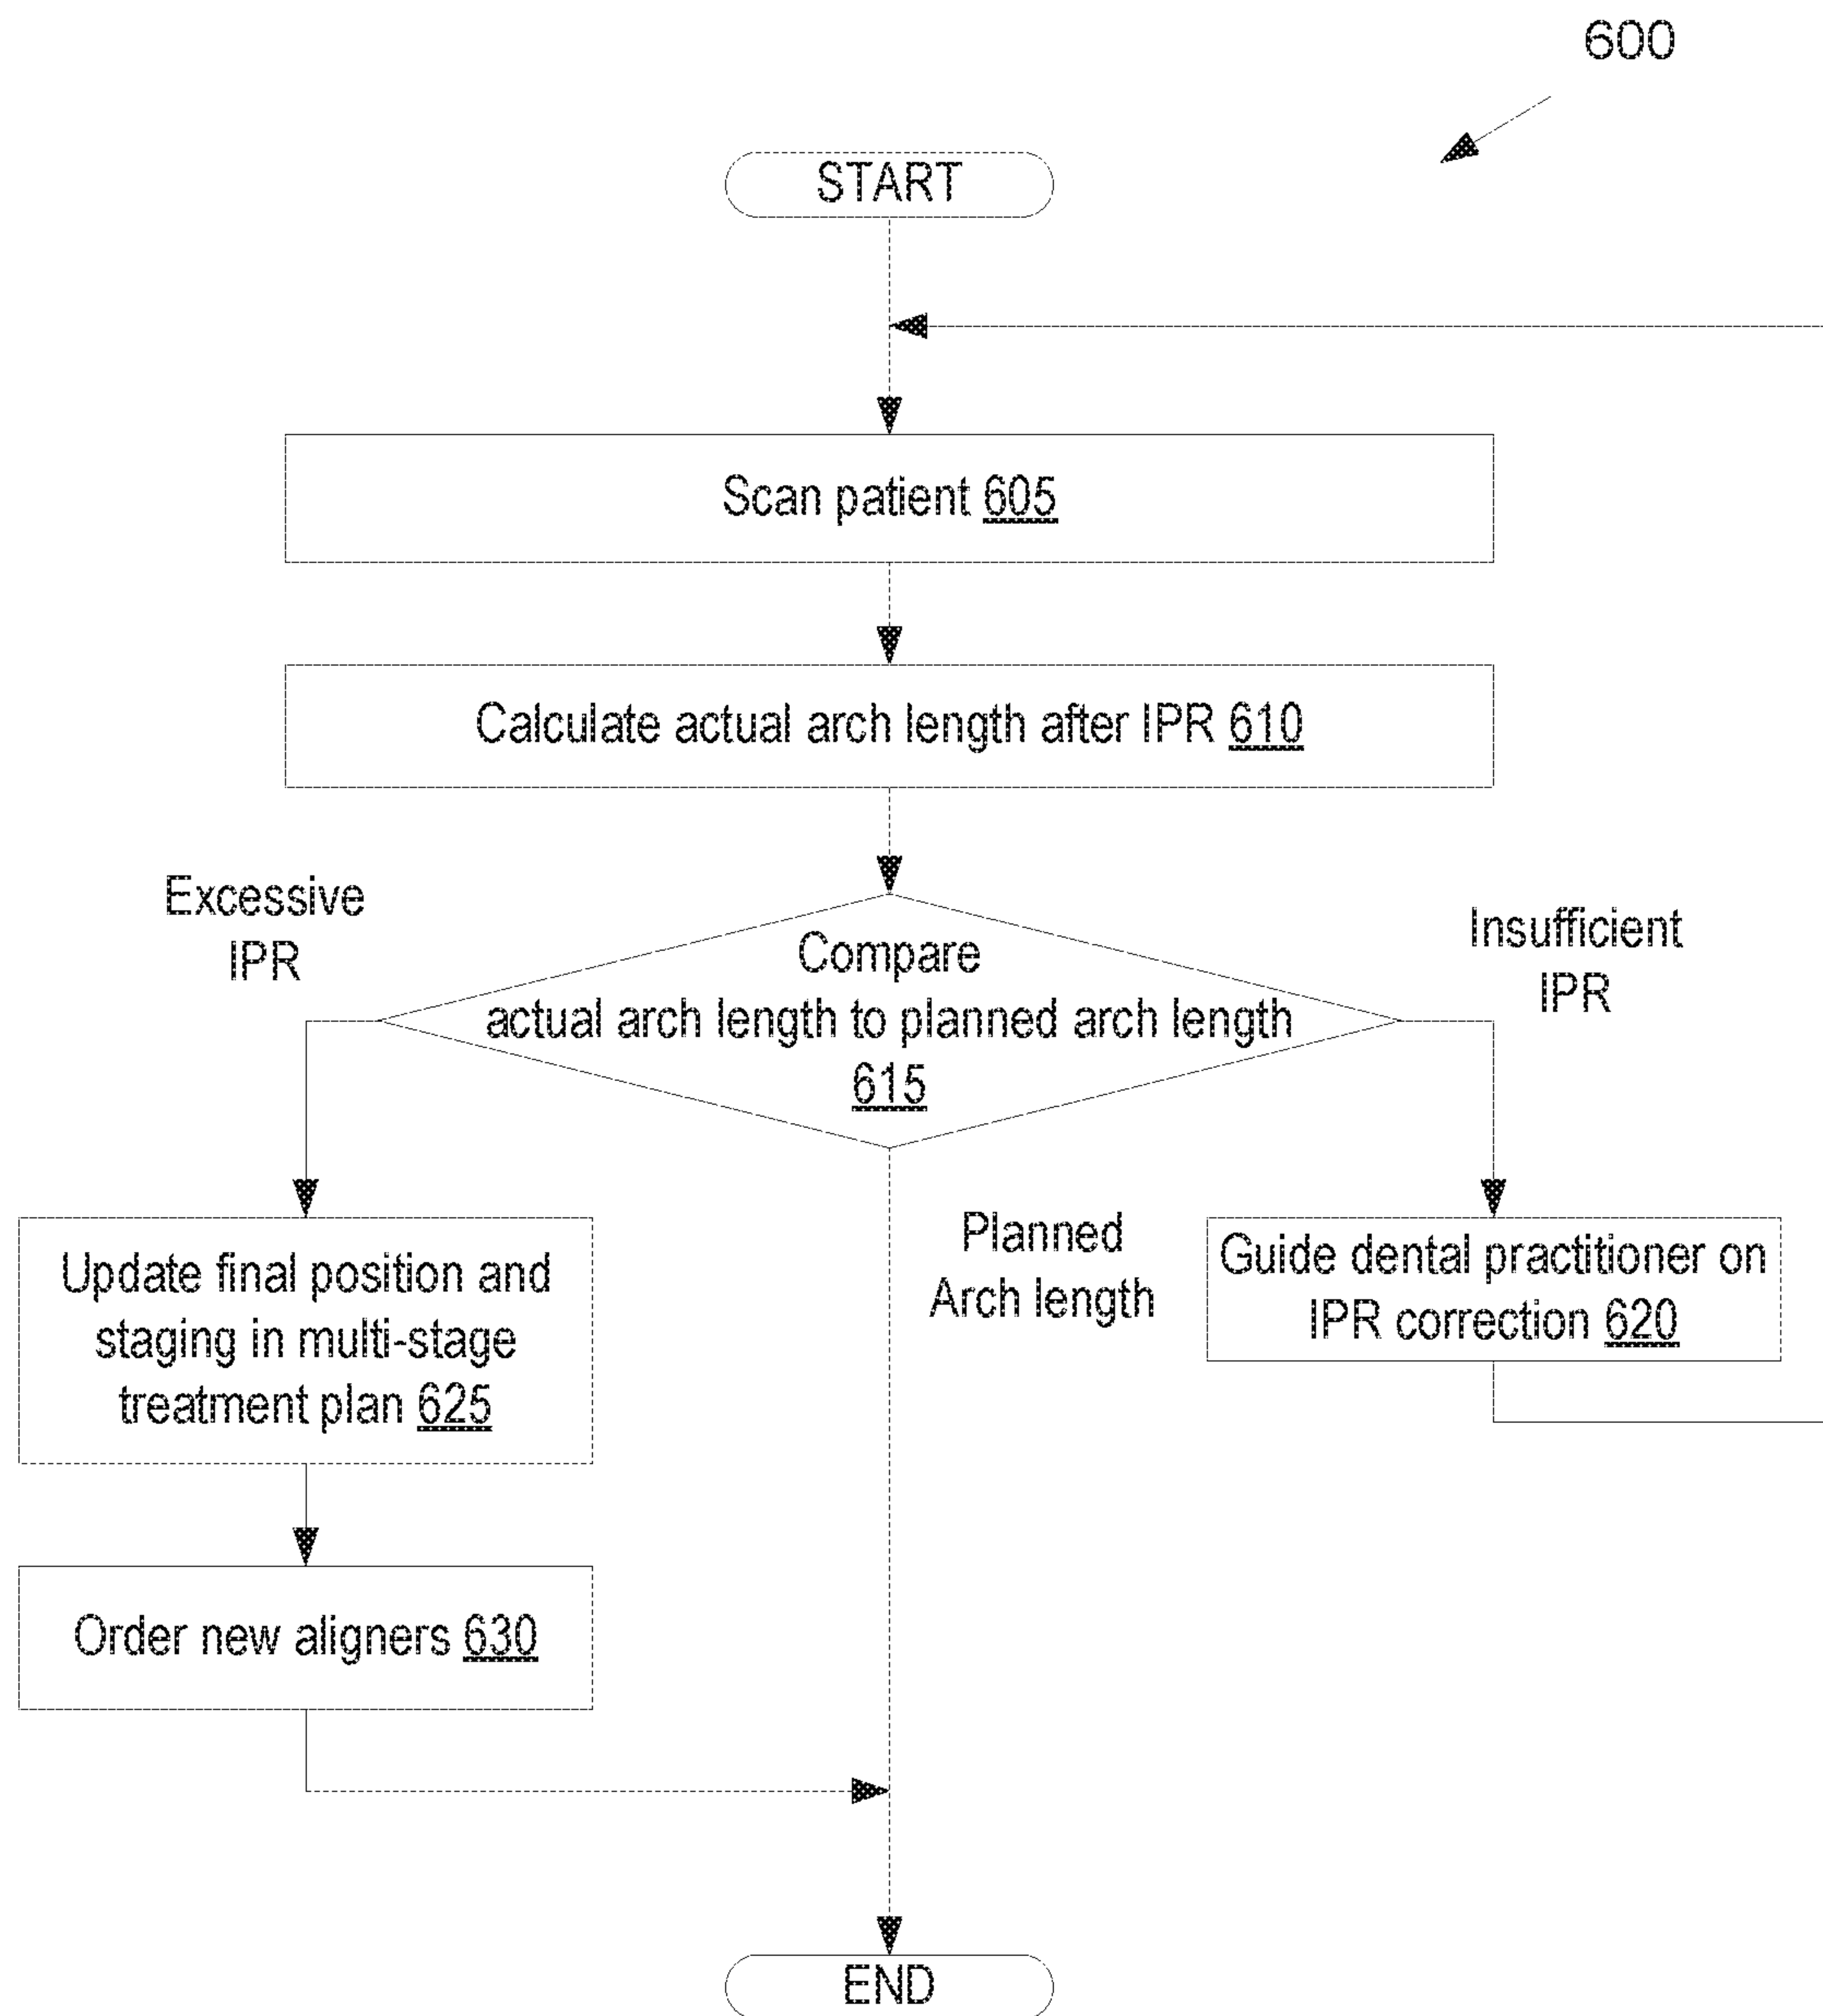 600
START
Scan patient 605
Calculate actual arch length after IPR 610
Excessive
IPR
Compare
actual arch length to planned arch length
615
Insufficient
IPR
Update final position and
staging in multi-stage
treatment plan 625
Planned
Arch length
Guide dental practitioner on
IPR correction 620
Order new aligners 630
END